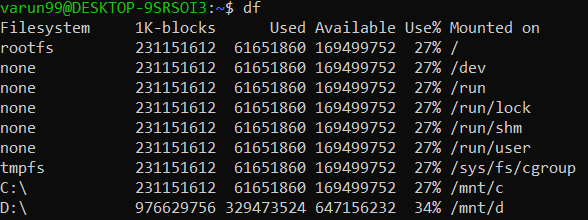 varun99@DESKTOP-9SRSOI3:~$ df
Filesystem     1K-blocks      Used Available Use% Mounted on
rootfs         231151612  61651860 169499752  27% /
none           231151612  61651860 169499752  27% /dev
none           231151612  61651860 169499752  27% /run
none           231151612  61651860 169499752  27% /run/lock
none           231151612  61651860 169499752  27% /run/shm
none           231151612  61651860 169499752  27% /run/user
tmpfs          231151612  61651860 169499752  27% /sys/fs/cgroup
C:\            231151612  61651860 169499752  27% /mnt/c
D:\            976629756 329473524 647156232  34% /mnt/d